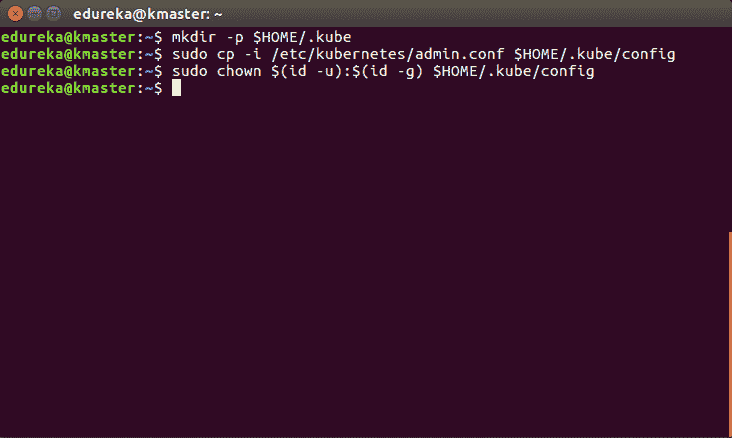 edureka@kmaster: ~
edureka@kmaster:~$ mkdir -p $HOME/.kube
edureka@kmaster:~$ sudo cp -i /etc/kubernetes/admin.conf $HOME/.kube/config
edureka@kmaster:~$ sudo chown $(id -u):$(id -g) $HOME/.kube/config
edureka@kmaster:~$